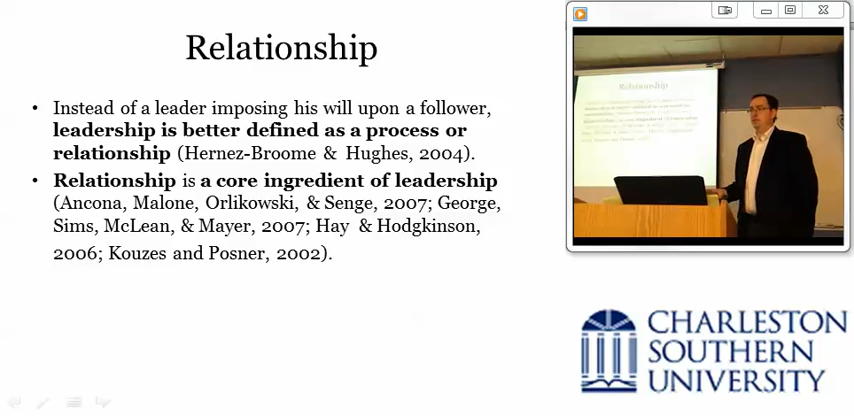 Relationship
• Instead of a leader imposing his will upon a follower,
leadership is better defined as a process or
relationship (Hernez-Broome & Hughes, 2004).
• Relationship is a core ingredient of leadership
(Ancona, Malone, Orlikowski, & Senge, 2007; George,
Sims, McLean, & Mayer, 2007; Hay & Hodgkinson,
2006; Kouzes and Posner, 2002).
Relationship
CHARLESTON
SOUTHERN
UNIVERSITY